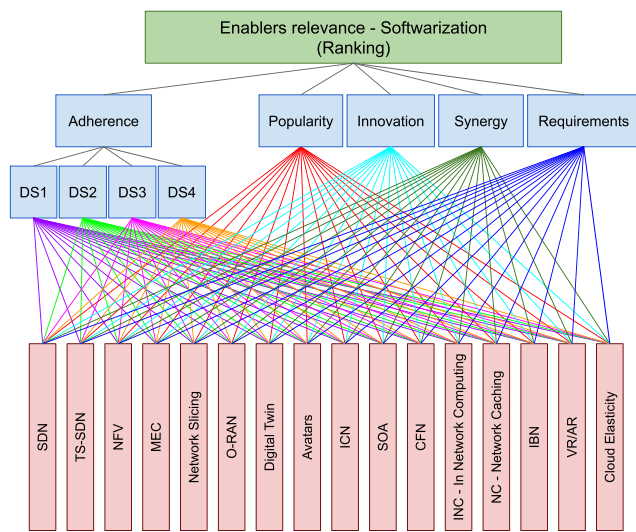 Enablers relevance - Softwarization
(Ranking)
Adherence
Popularity
Innovation
Synergy
Requirements
DS1
DS2
DS3
DS4
SDN
TS-SDN
NFV
MEC
Network Slicing
O-RAN
Digital Twin
Avatars
ICN
SOA
CFN
INC - In Network Computing
NC - Network Caching
IBN
VR/AR
Cloud Elasticity